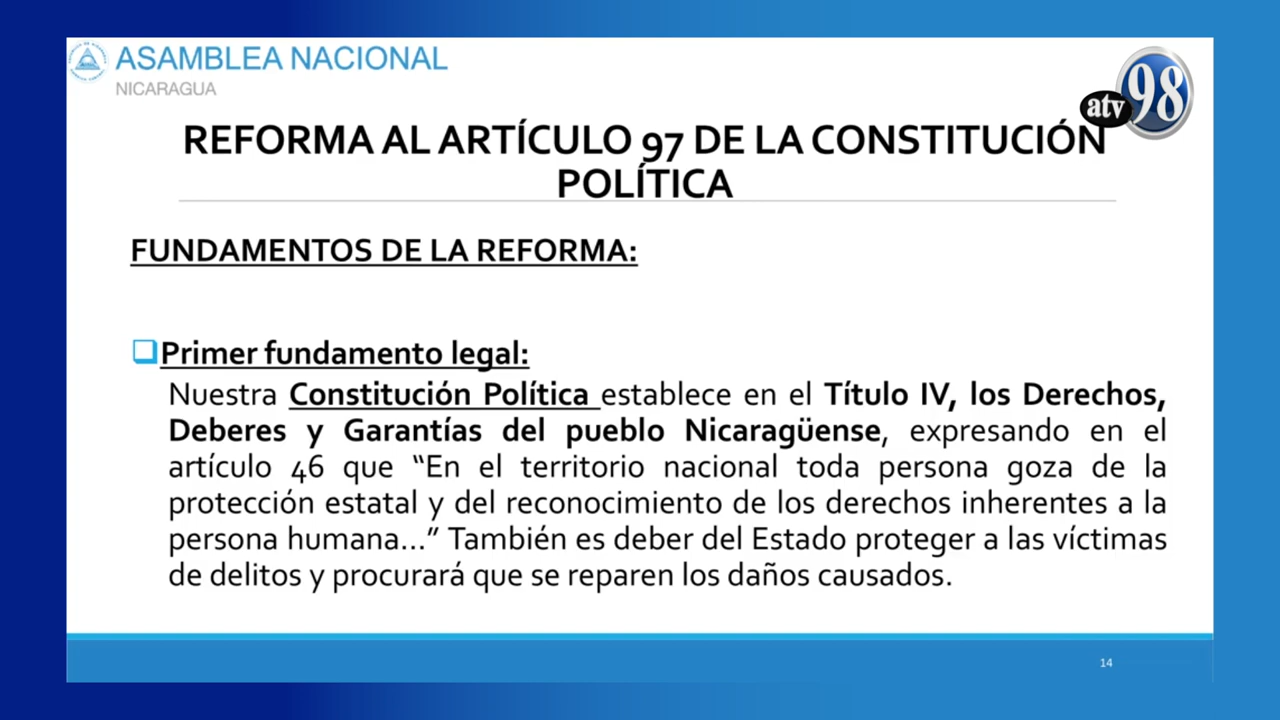 ASAMBLEA NACIONAL
NICARAGUA
atv 98
REFORMA AL ARTÍCULO 97 DE LA CONSTITUCIÓN
POLÍTICA
FUNDAMENTOS DE LA REFORMA:
Primer fundamento legal:
Nuestra Constitución Política establece en el Título IV, los Derechos,
Deberes y Garantías del pueblo Nicaragüense, expresando en el
artículo 46 que “En el territorio nacional toda persona goza de la
protección estatal y del reconocimiento de los derechos inherentes a la
persona humana...” También es deber del Estado proteger a las víctimas
de delitos y procurará que se reparen los daños causados.
14